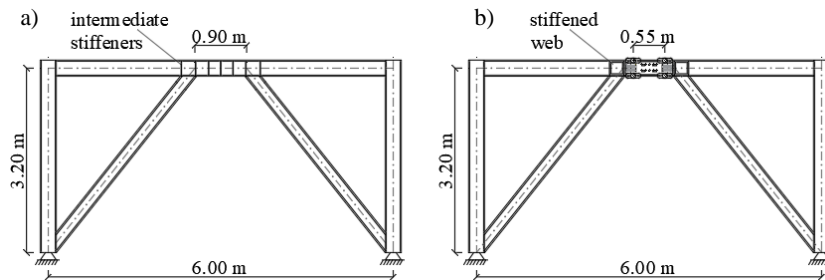 a)
intermediate
stiffeners
0.90 m
3.20 m
6.00 m
b)
stiffened
web
0.55 m
3.20 m
6.00 m